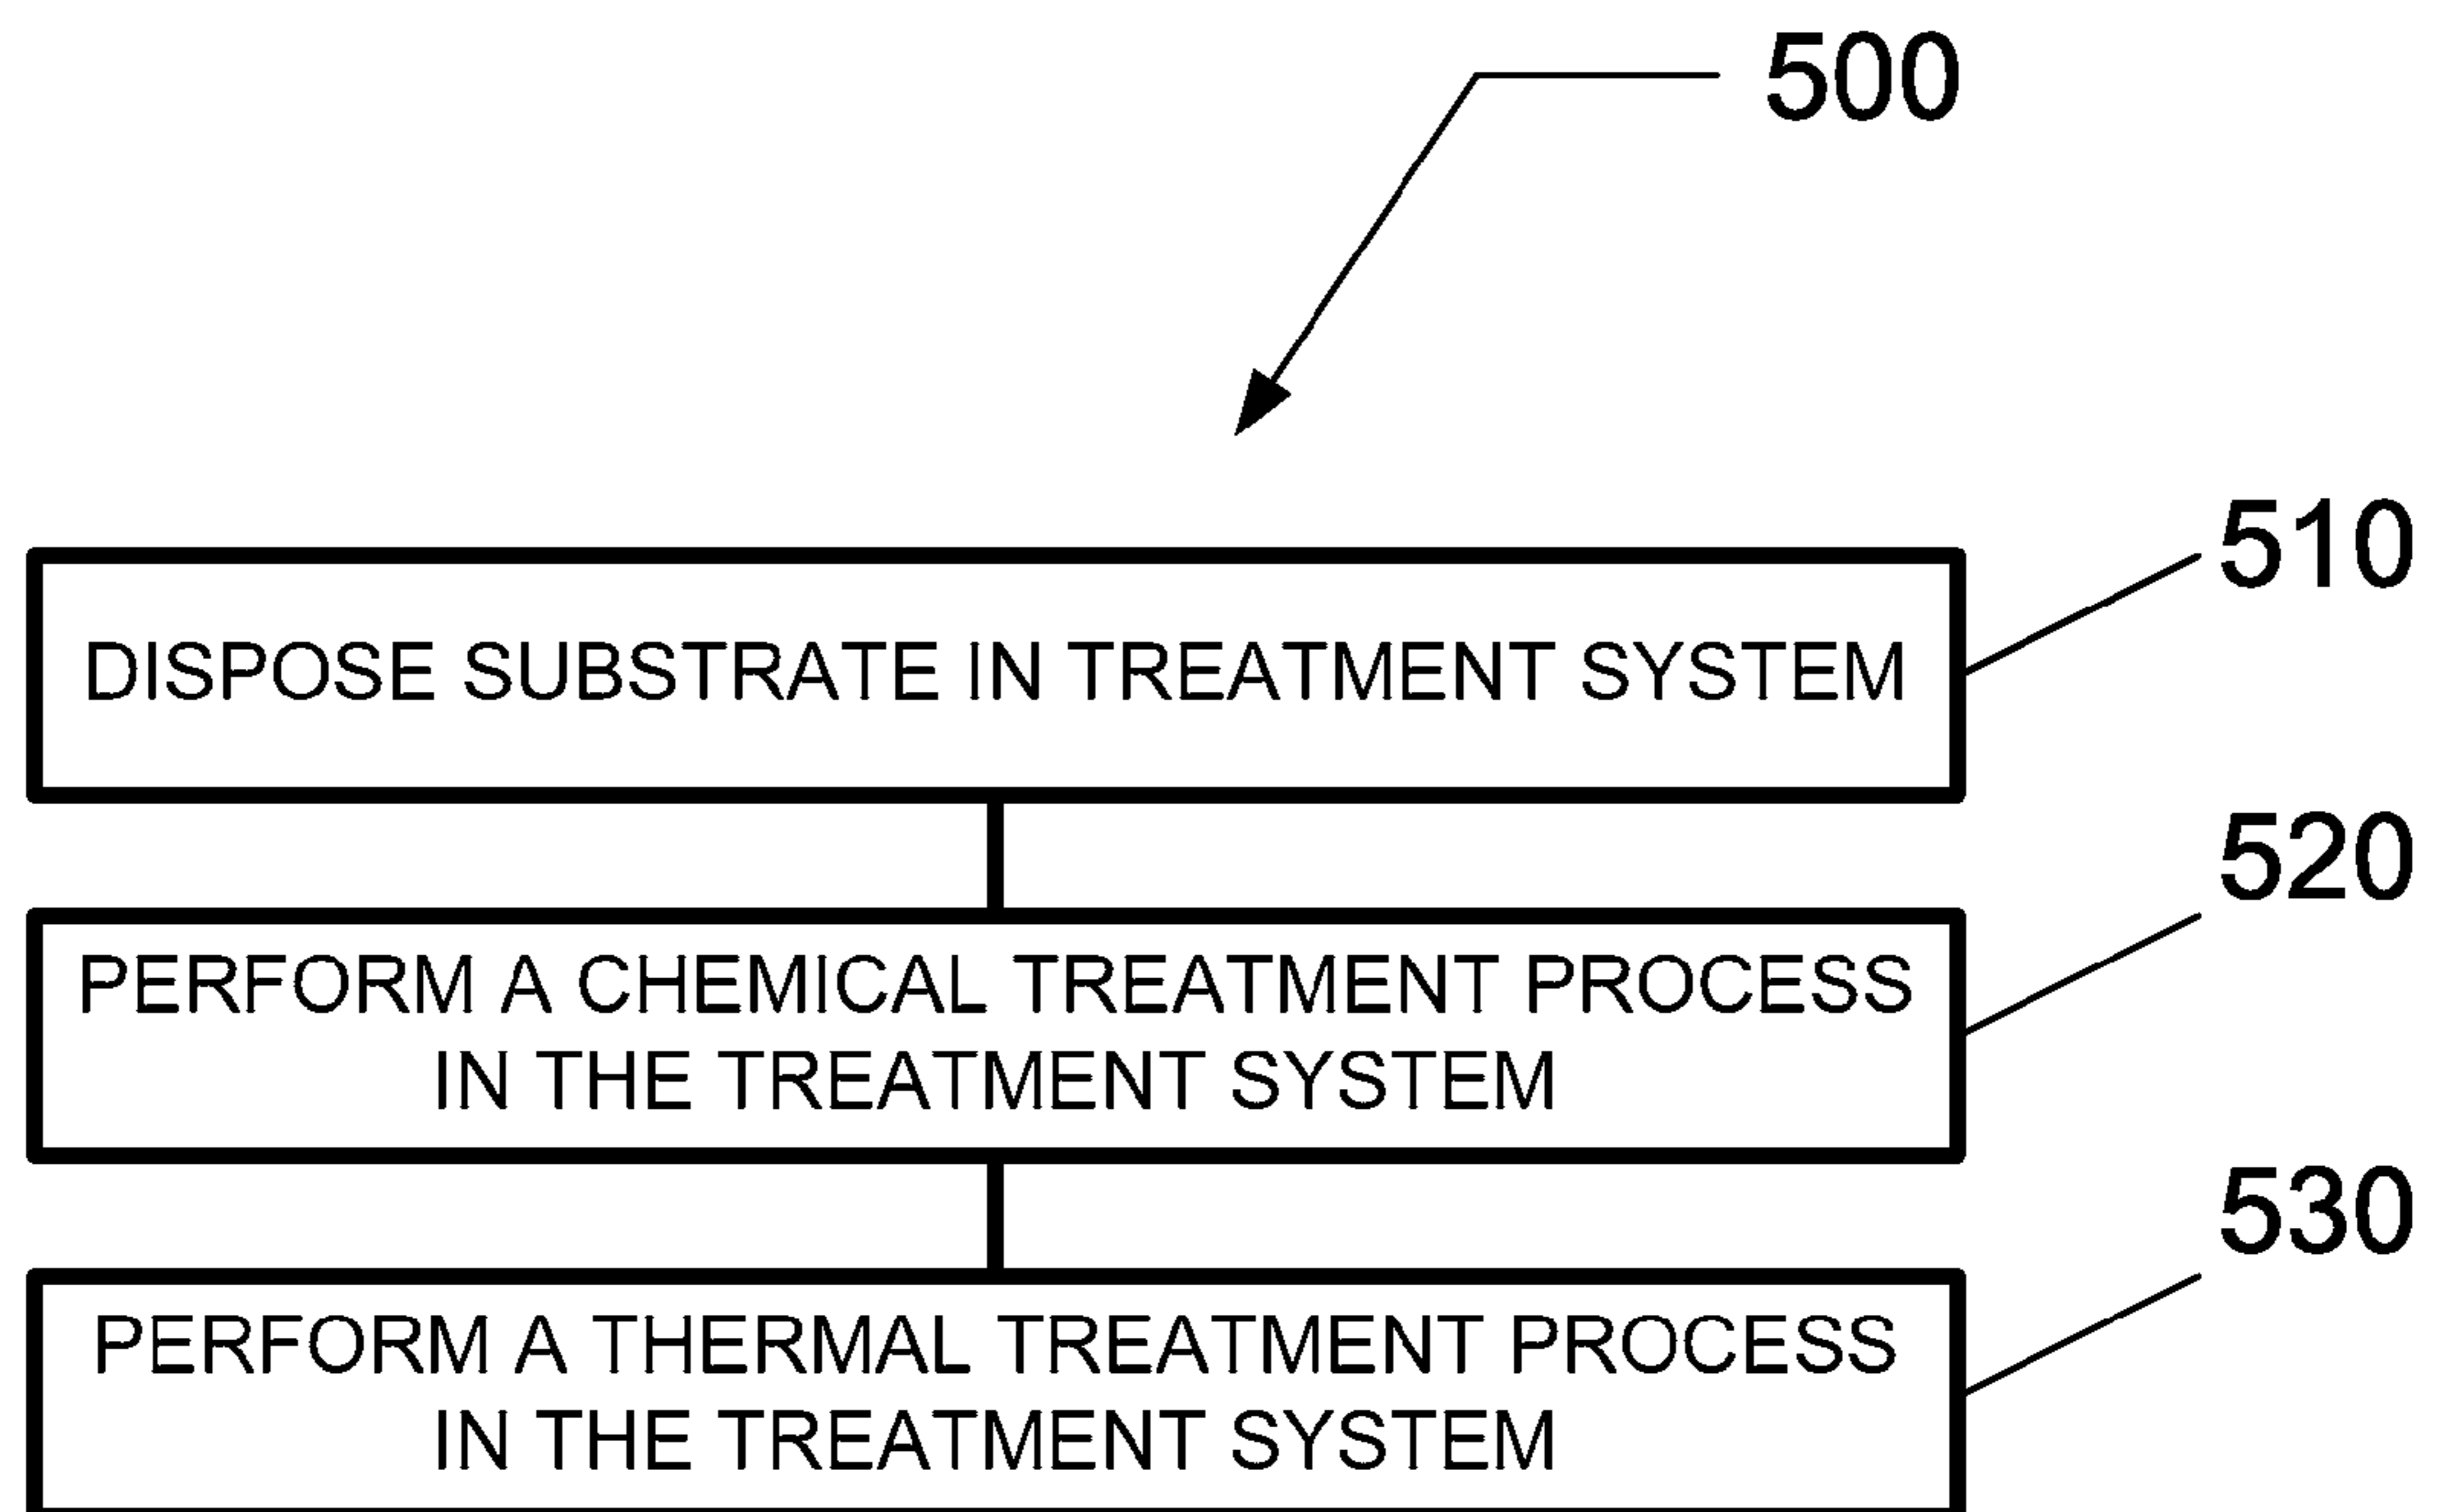 500
510
DISPOSE SUBSTRATE IN TREATMENT SYSTEM
520
PERFORM A CHEMICAL TREATMENT PROCESS
IN THE TREATMENT SYSTEM
530
PERFORM A THERMAL TREATMENT PROCESS
IN THE TREATMENT SYSTEM